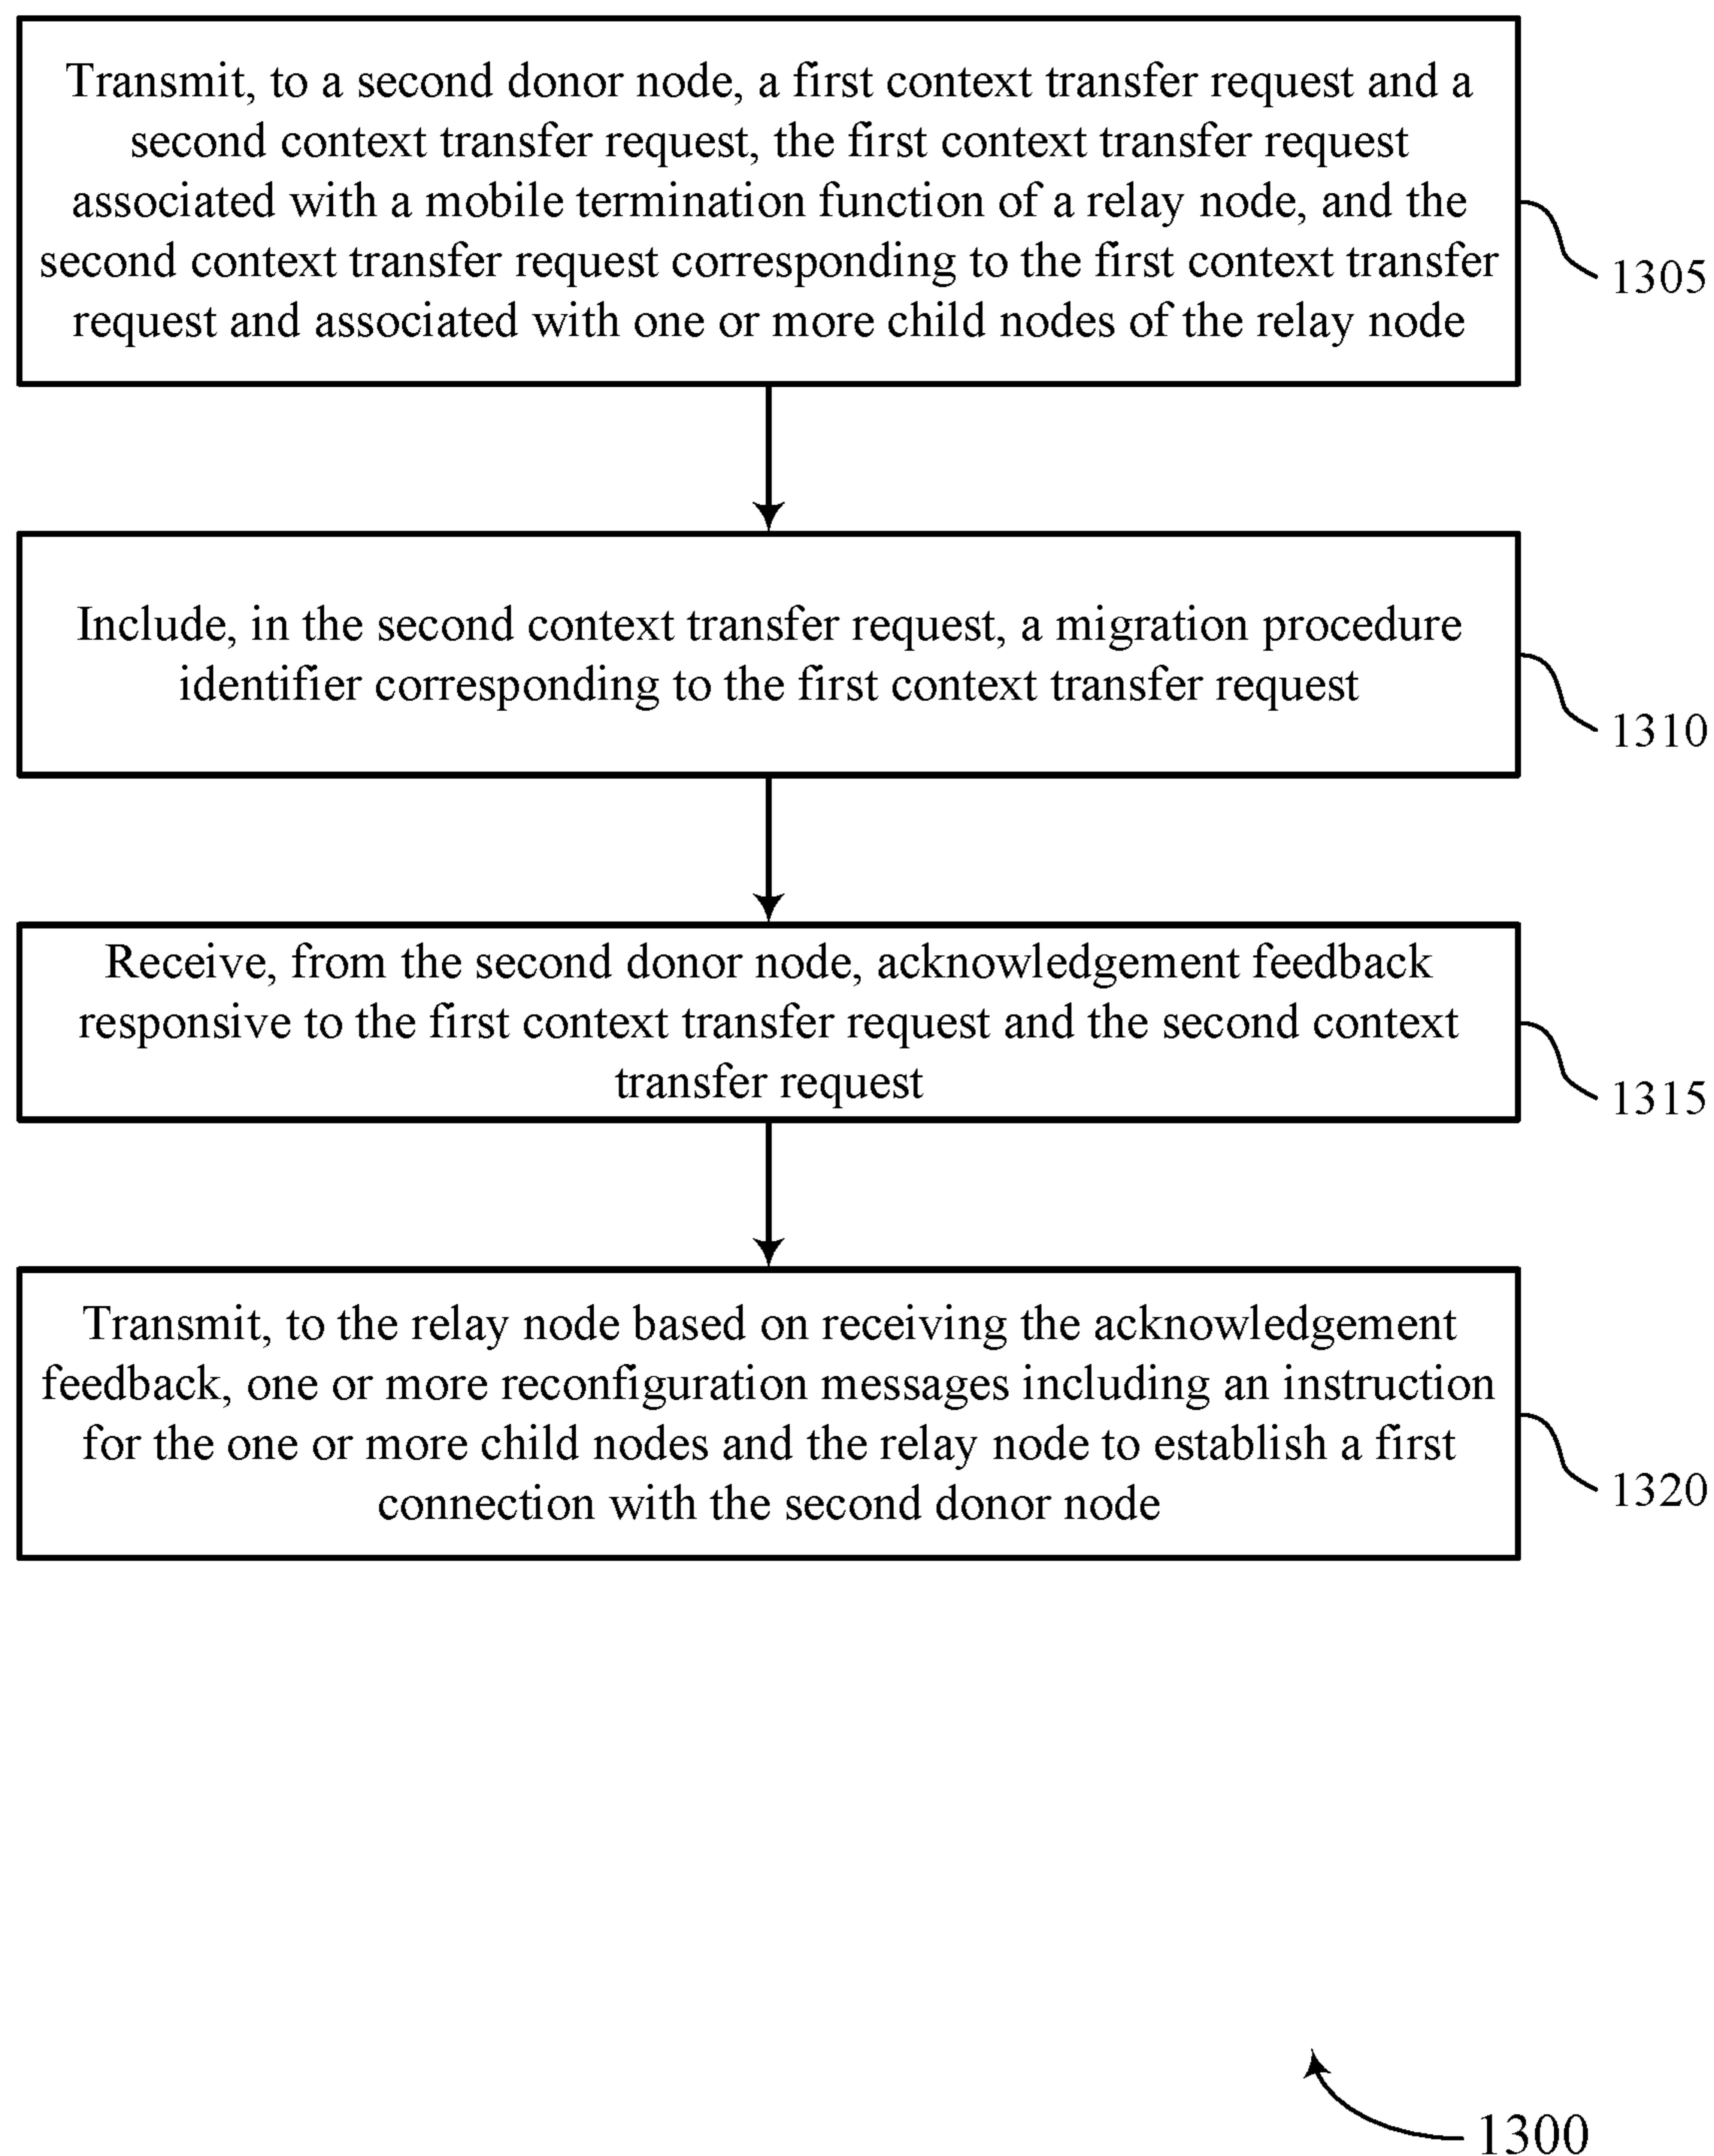 Transmit, to a second donor node, a first context transfer request and a
second context transfer request, the first context transfer request
associated with a mobile termination function of a relay node, and the
second context transfer request corresponding to the first context transfer
request and associated with one or more child nodes of the relay node
1305
Include, in the second context transfer request, a migration procedure
identifier corresponding to the first context transfer request
1310
Receive, from the second donor node, acknowledgement feedback
responsive to the first context transfer request and the second context
transfer request
1315
Transmit, to the relay node based on receiving the acknowledgement
feedback, one or more reconfiguration messages including an instruction
for the one or more child nodes and the relay node to establish a first
connection with the second donor node
1320
1300